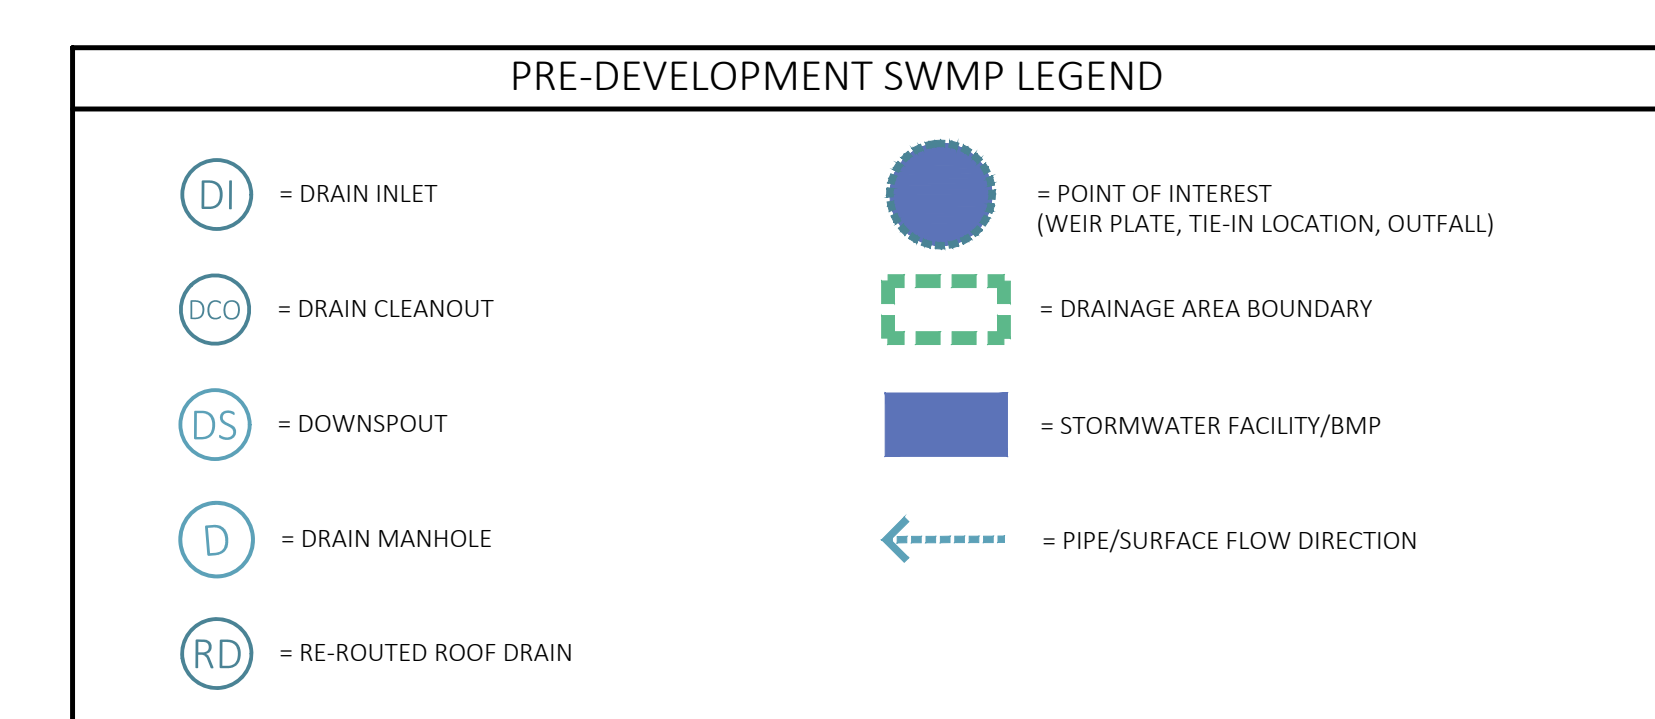 PRE-DEVELOPMENT SWMP LEGEND
DI = DRAIN INLET
DCO = DRAIN CLEANOUT
DS = DOWNSPOUT
D = DRAIN MANHOLE
RD = RE-ROUTED ROOF DRAIN
= POINT OF INTEREST
(WEIR PLATE, TIE-IN LOCATION, OUTFALL)
= DRAINAGE AREA BOUNDARY
= STORMWATER FACILITY/BMP
= PIPE/SURFACE FLOW DIRECTION